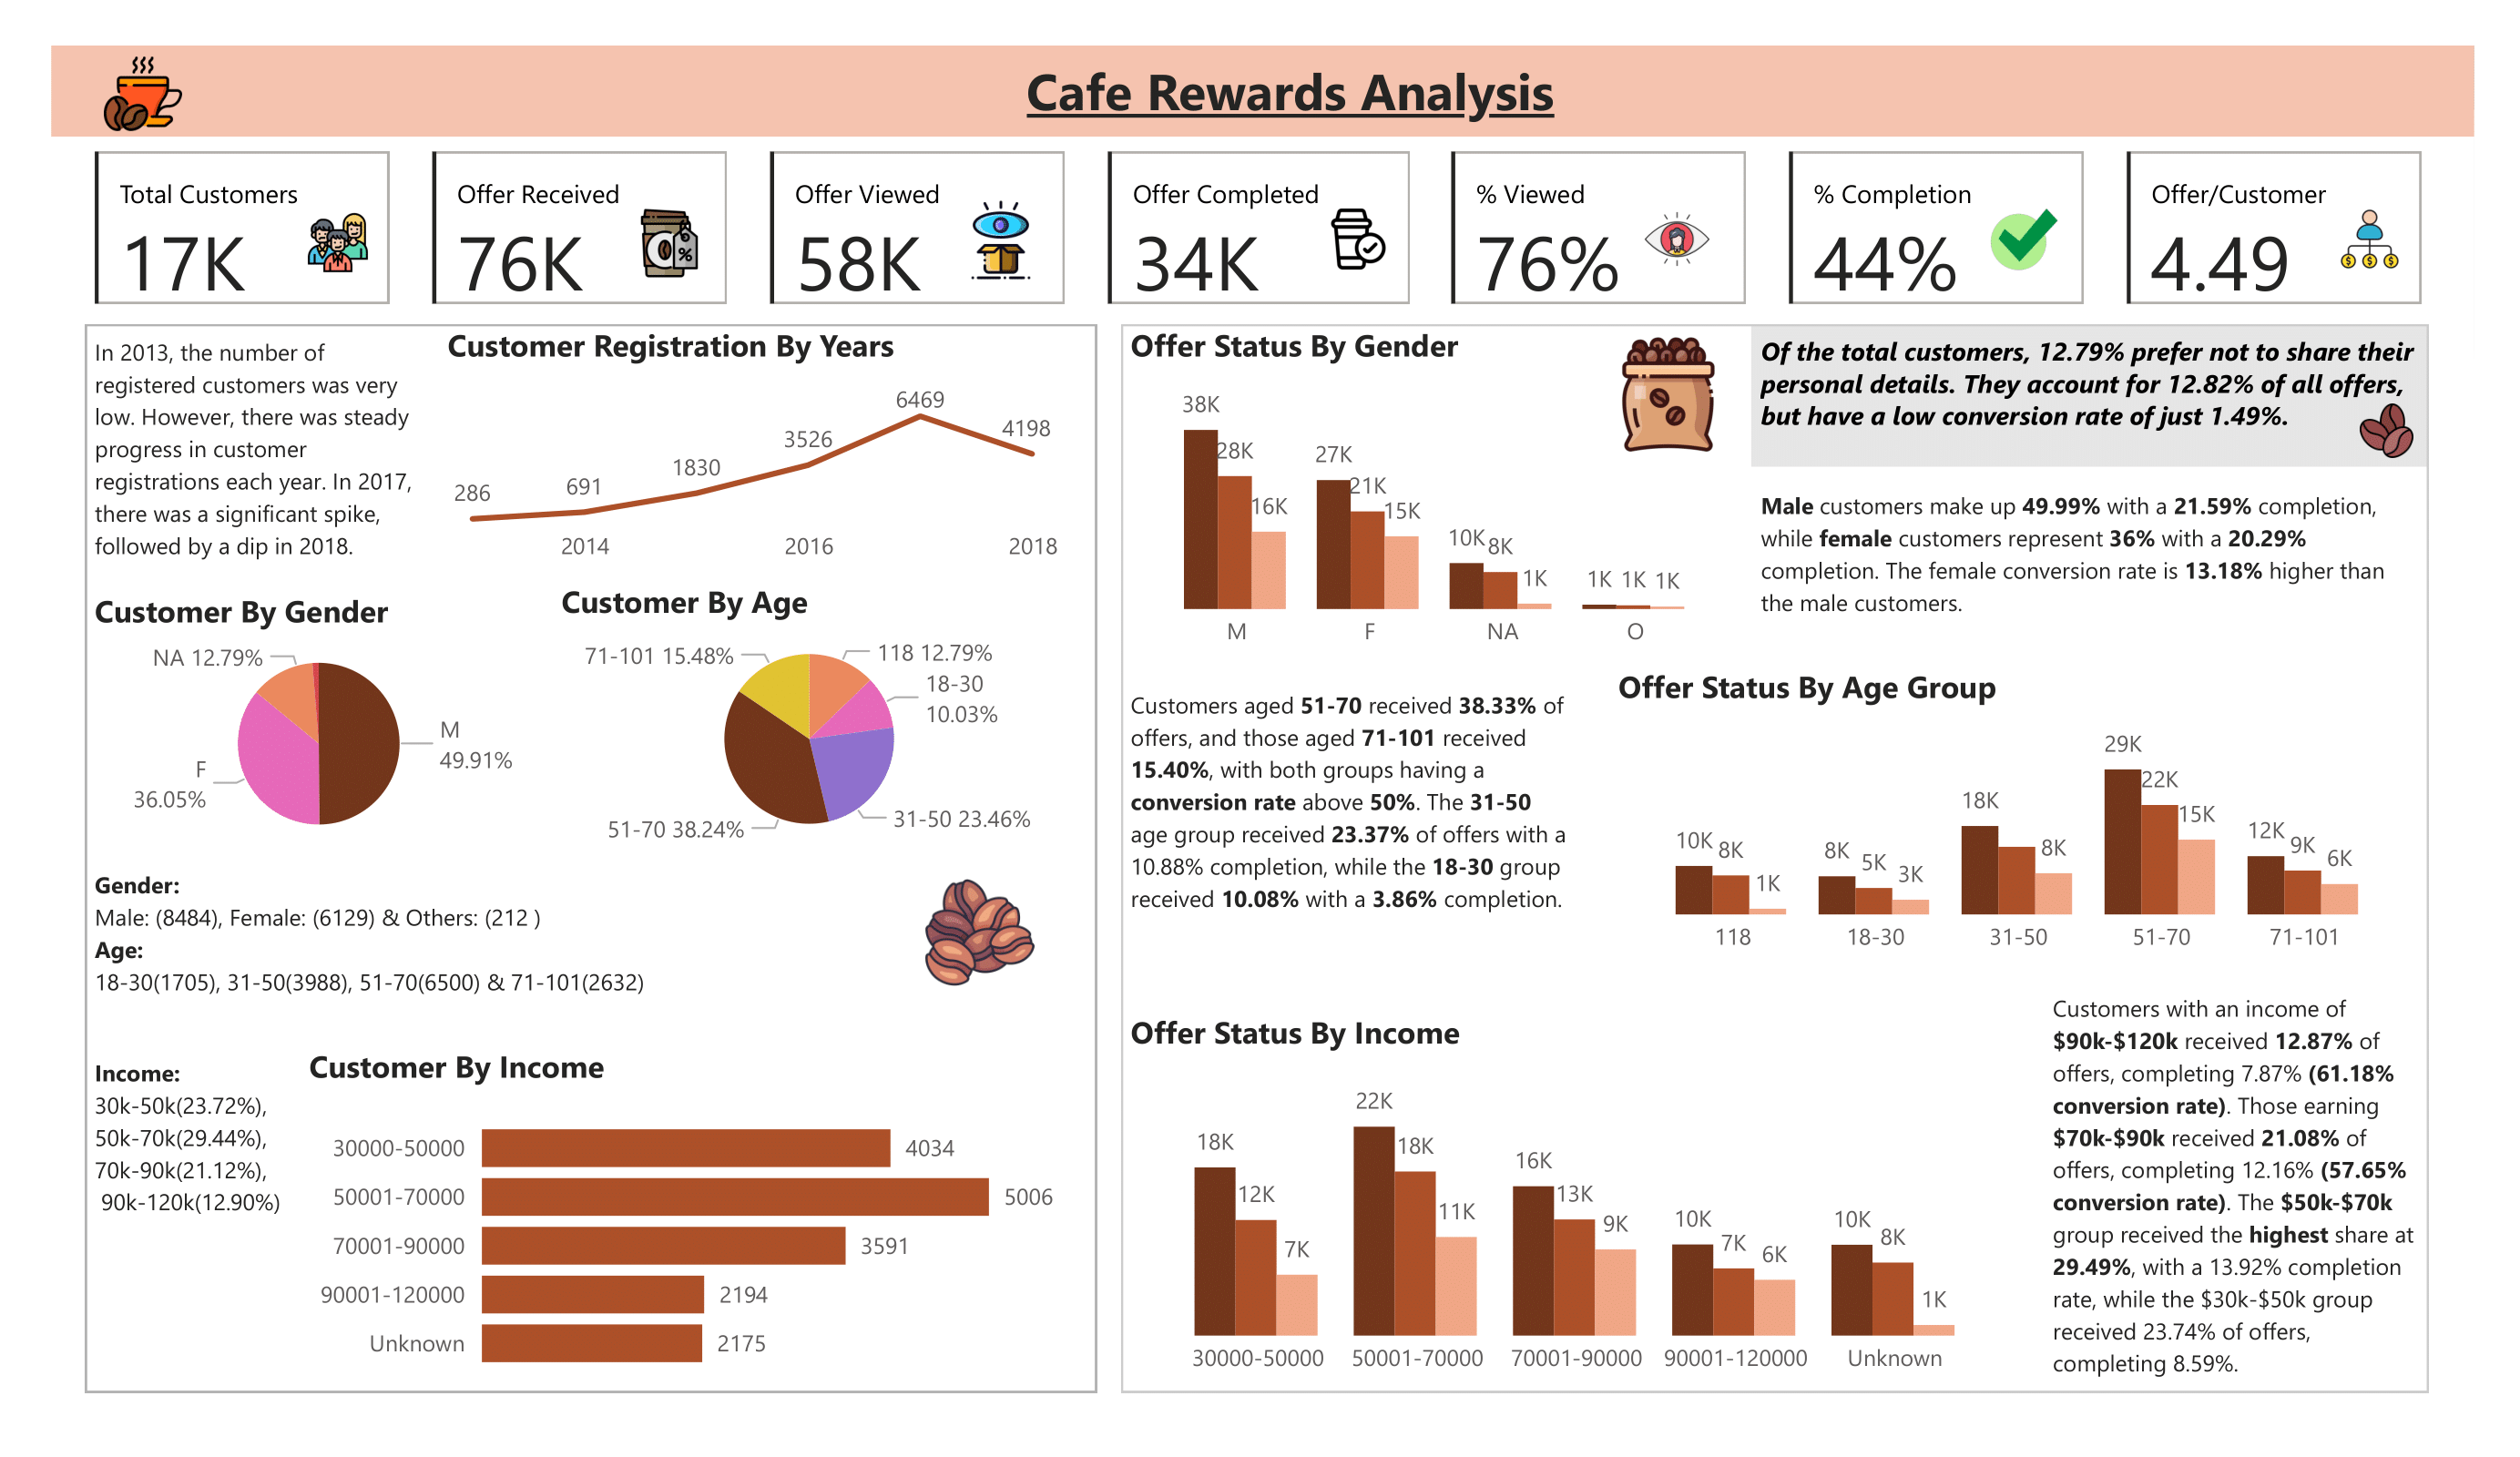 Cafe Rewards Analysis
Total Customers
17K
Offer Received
76K
Offer Viewed
58K
Offer Completed
34K
% Viewed
76%
% Completion
44%
Offer/Customer
4.49
In 2013, the number of
registered customers was very
low. However, there was steady
progress in customer
registrations each year. In 2017,
there was a significant spike,
followed by a dip in 2018.
Customer Registration By Years
286
691
1830
3526
6469
4198
2014
2016
2018
Customer By Gender
NA 12.79%
M
49.91%
F
36.05%
Customer By Age
71-101 15.48%
118 12.79%
18-30
10.03%
51-70 38.24%
31-50 23.46%
Gender:
Male: (8484), Female: (6129) & Others: (212 )
Age:
18-30(1705), 31-50(3988), 51-70(6500) & 71-101(2632)
Income:
30k-50k(23.72%),
50k-70k(29.44%),
70k-90k(21.12%),
90k-120k(12.90%)
Customer By Income
30000-50000 4034
50001-70000 5006
70001-90000 3591
90001-120000 2194
Unknown 2175
Offer Status By Gender
38K
28K
16K
27K
21K
15K
10K
8K
1K
1K 1K 1K
M
F
NA
O
Of the total customers, 12.79% prefer not to share their
personal details. They account for 12.82% of all offers,
but have a low conversion rate of just 1.49%.
Male customers make up 49.99% with a 21.59% completion,
while female customers represent 36% with a 20.29%
completion. The female conversion rate is 13.18% higher than
the male customers.
Customers aged 51-70 received 38.33% of
offers, and those aged 71-101 received
15.40%, with both groups having a
conversion rate above 50%. The 31-50
age group received 23.37% of offers with a
10.88% completion, while the 18-30 group
received 10.08% with a 3.86% completion.
Offer Status By Age Group
10K
8K
1K
8K
5K
3K
18K
8K
29K
22K
15K
12K
9K
6K
118
18-30
31-50
51-70
71-101
Offer Status By Income
18K
12K
7K
22K
18K
11K
16K
13K
9K
10K
7K
6K
10K
8K
1K
30000-50000
50001-70000
70001-90000
90001-120000
Unknown
Customers with an income of
$90k-$120k received 12.87% of
offers, completing 7.87% (61.18%
conversion rate). Those earning
$70k-$90k received 21.08% of
offers, completing 12.16% (57.65%
conversion rate). The $50k-$70k
group received the highest share at
29.49%, with a 13.92% completion
rate, while the $30k-$50k group
received 23.74% of offers,
completing 8.59%.